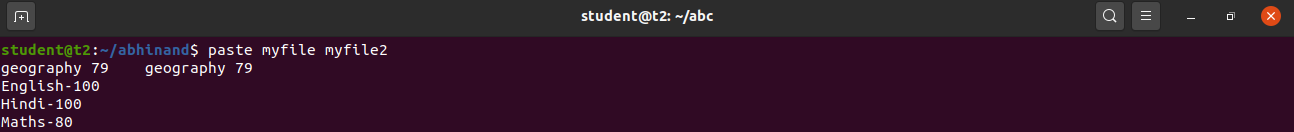 student@t2: ~/abc
student@t2:~/abhinand$ paste myfile myfile2
geography 79    geography 79
English-100
Hindi-100
Maths-80